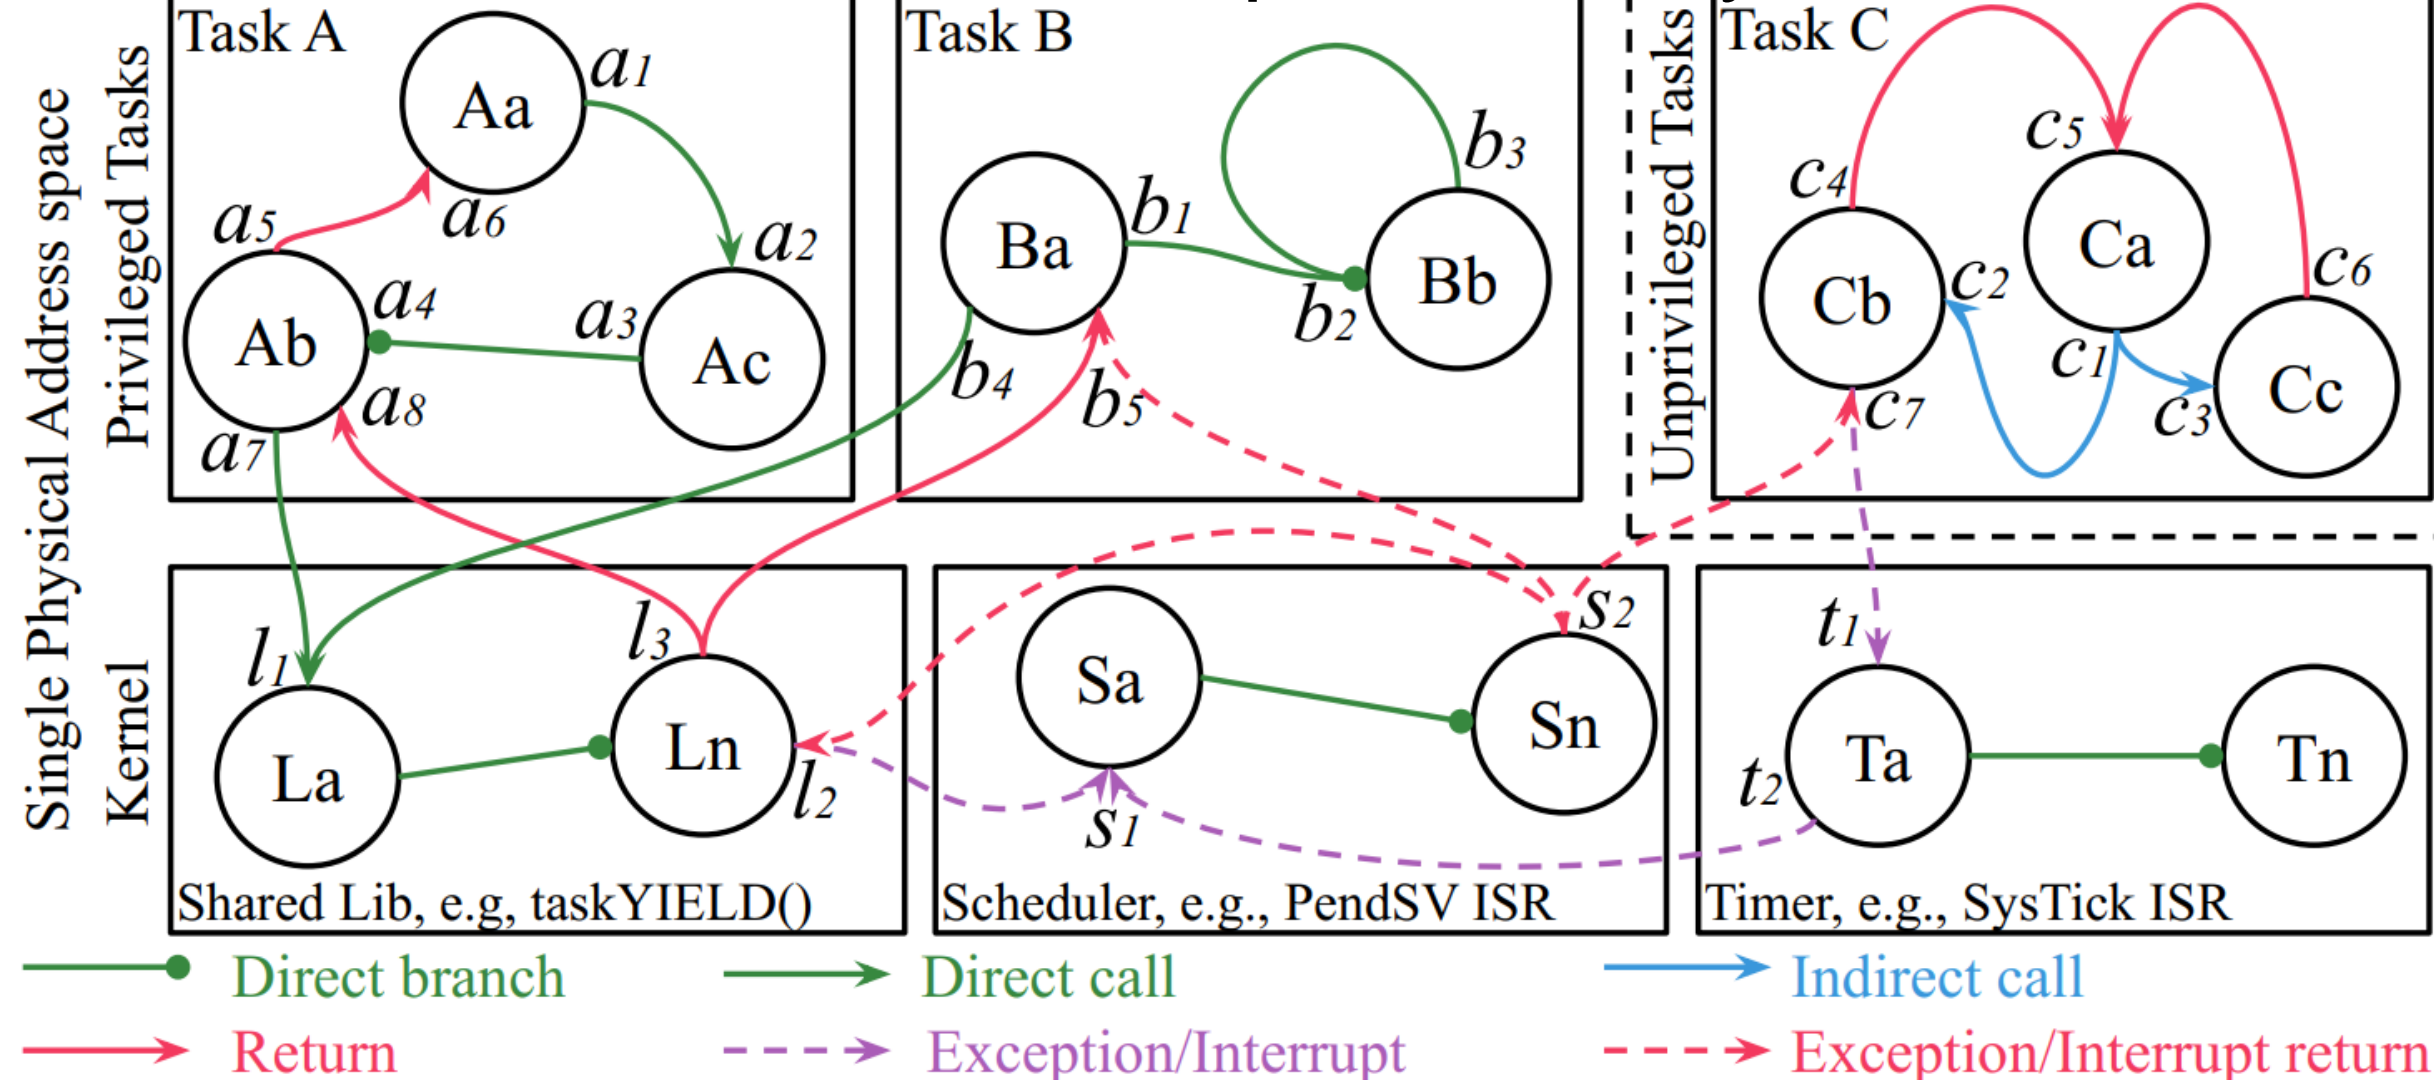 Single Physical Address space
Privileged Tasks
Kernel
Unprivileged Tasks
Task A
Aa
a1
a2
a3
a4
a5
a6
a7
a8
Ab
Ac
Task B
Ba
Bb
b1
b2
b3
b4
b5
Task C
Ca
Cb
Cc
c1
c2
c3
c4
c5
c6
c7
La
Ln
l1
l2
l3
Shared Lib, e.g, taskYIELD()
Sa
Sn
s1
s2
Scheduler, e.g., PendSV ISR
Ta
Tn
t1
t2
Timer, e.g., SysTick ISR
Direct branch
Direct call
Indirect call
Return
Exception/Interrupt
Exception/Interrupt return